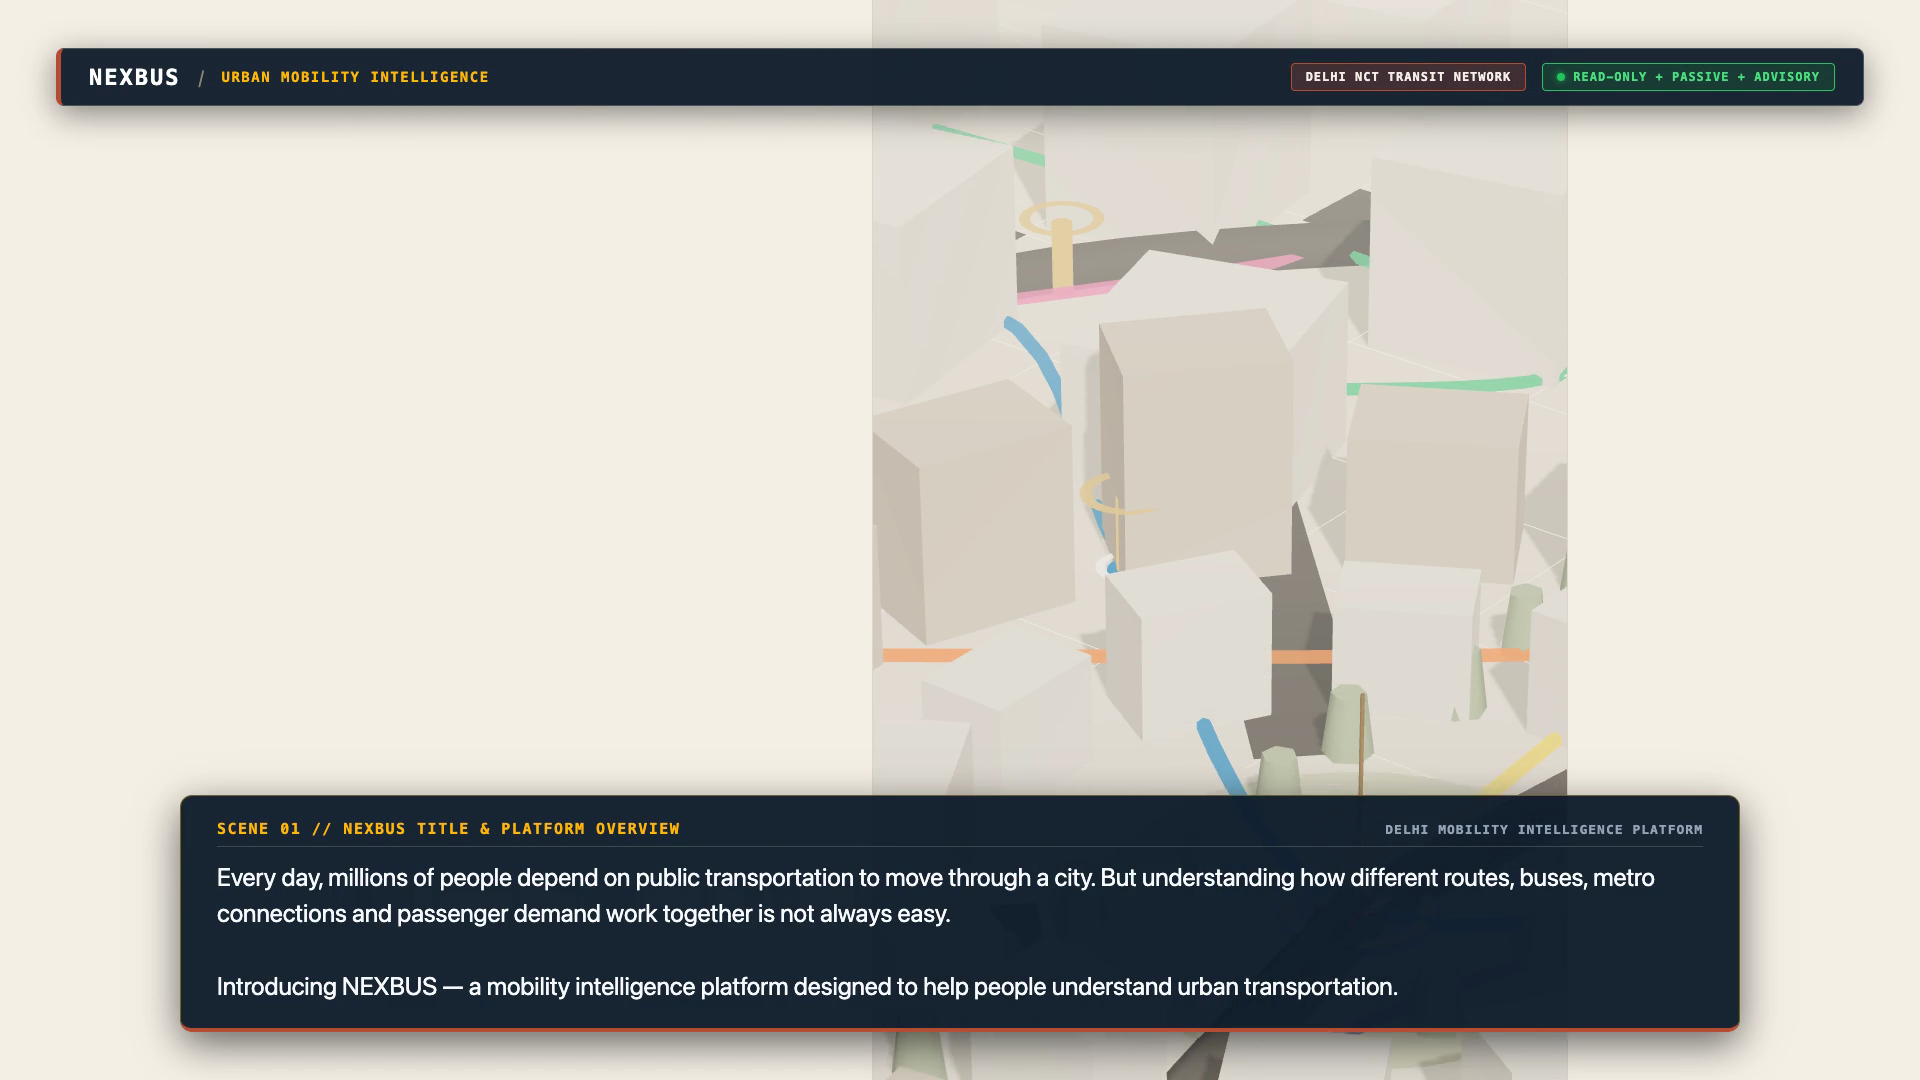 NEXBUS / URBAN MOBILITY INTELLIGENCE
DELHI NCT TRANSIT NETWORK
READ-ONLY + PASSIVE + ADVISORY
SCENE 01 // NEXBUS TITLE & PLATFORM OVERVIEW
DELHI MOBILITY INTELLIGENCE PLATFORM
Every day, millions of people depend on public transportation to move through a city. But understanding how different routes, buses, metro
connections and passenger demand work together is not always easy.
Introducing NEXBUS — a mobility intelligence platform designed to help people understand urban transportation.